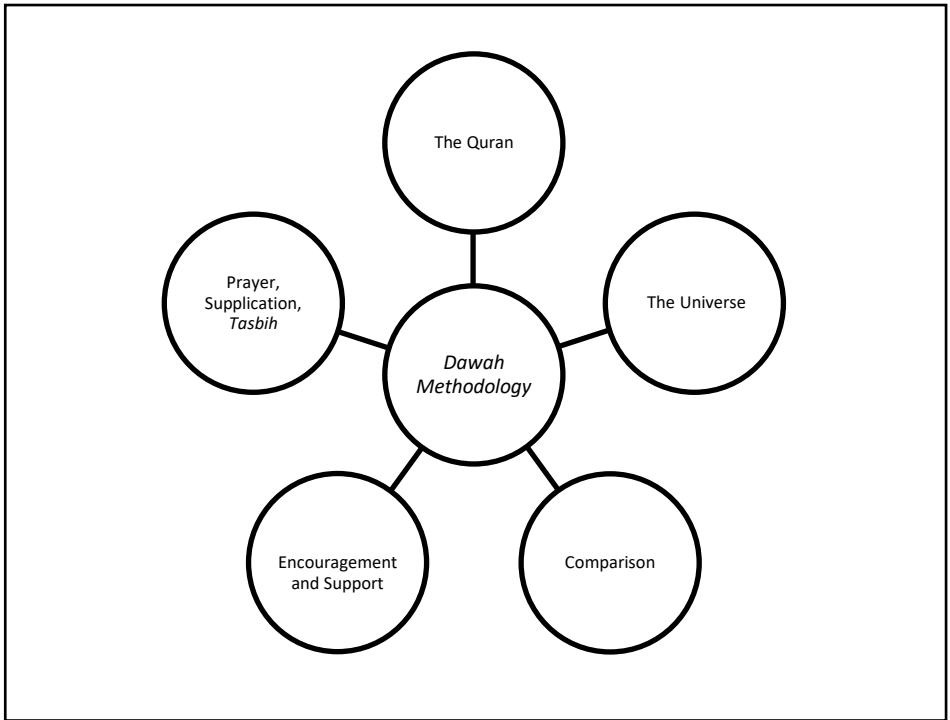 The Quran
The Universe
Comparison
Encouragement
and Support
Prayer,
Supplication,
Tasbih
Dawah
Methodology